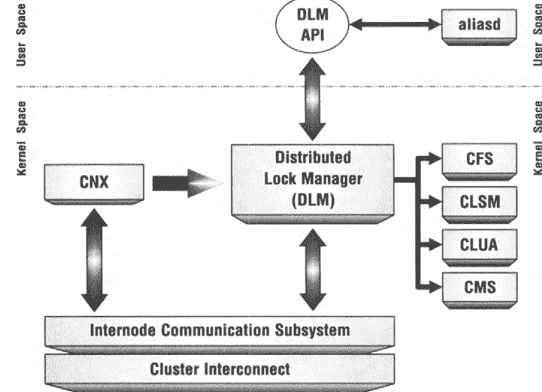 User Space
DLM
API
aliasd
User Space
Kernel Space
Kernel Space
CNX
Distributed
Lock Manager
(DLM)
CFS
CLSM
CLUA
CMS
Internode Communication Subsystem
Cluster Interconnect